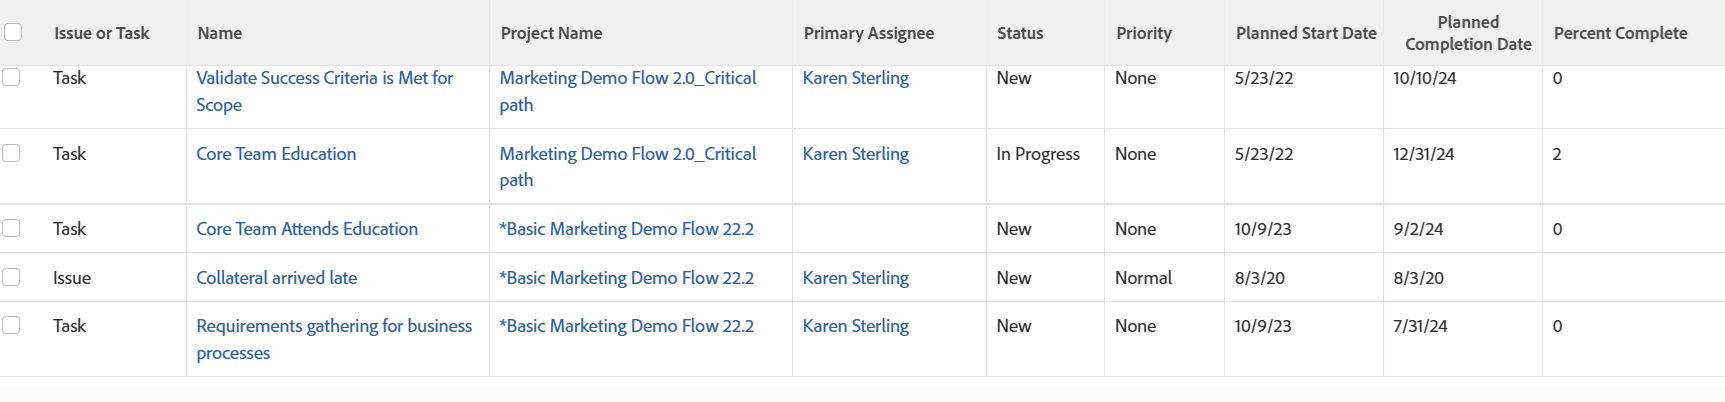 Issue or Task Name Project Name Primary Assignee Status Priority Planned Start Date Planned Completion Date Percent Complete
Task Validate Success Criteria is Met for Scope Marketing Demo Flow 2.0_Critical path Karen Sterling New None 5/23/22 10/10/24 0
Task Core Team Education Marketing Demo Flow 2.0_Critical path Karen Sterling In Progress None 5/23/22 12/31/24 2
Task Core Team Attends Education *Basic Marketing Demo Flow 22.2 New None 10/9/23 9/2/24 0
Issue Collateral arrived late *Basic Marketing Demo Flow 22.2 Karen Sterling New Normal 8/3/20 8/3/20
Task Requirements gathering for business processes *Basic Marketing Demo Flow 22.2 Karen Sterling New None 10/9/23 7/31/24 0